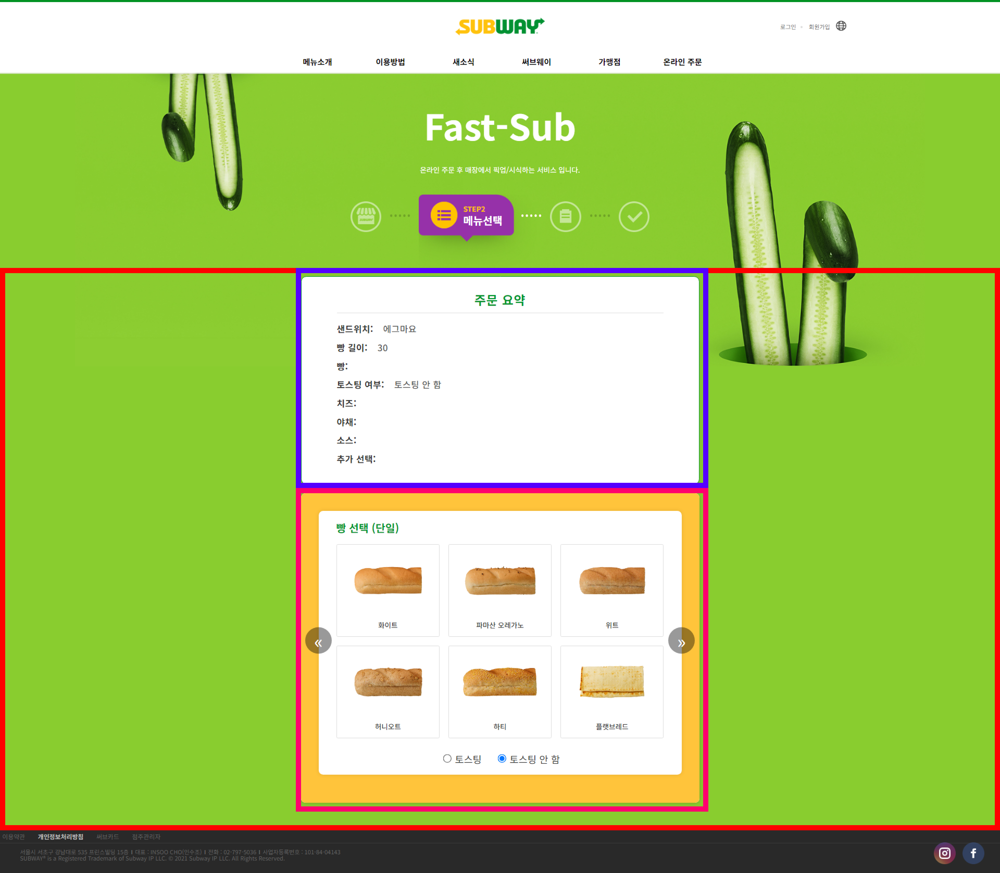 SUBWAY
로그인 회원가입
메뉴소개 이용방법 새소식 써브웨이 가맹점 온라인 주문
Fast-Sub
온라인 주문 후 매장에서 픽업/시식하는 서비스 입니다.
SUBWAY
STEP2
메뉴선택
주문 요약
샌드위치: 에그마요
빵 길이: 30
빵:
토스팅 여부: 토스팅 안 함
치즈:
야채:
소스:
추가 선택:
빵 선택 (단일)
화이트 파마산 오레가노 위트
« »
허니오트 하티 플랫브레드
토스팅 토스팅 안 함
이용약관 개인정보처리방침 써브카드 점주관리자
서울시 서초구 강남대로 535 프린스빌딩 15층 I 대표 : INSOO CHO(인수조) I 전화 : 02-797-5036 I 사업자등록번호 : 101-84-04143
SUBWAY® is a Registered Trademark of Subway IP LLC. © 2021 Subway IP LLC. All Rights Reserved.